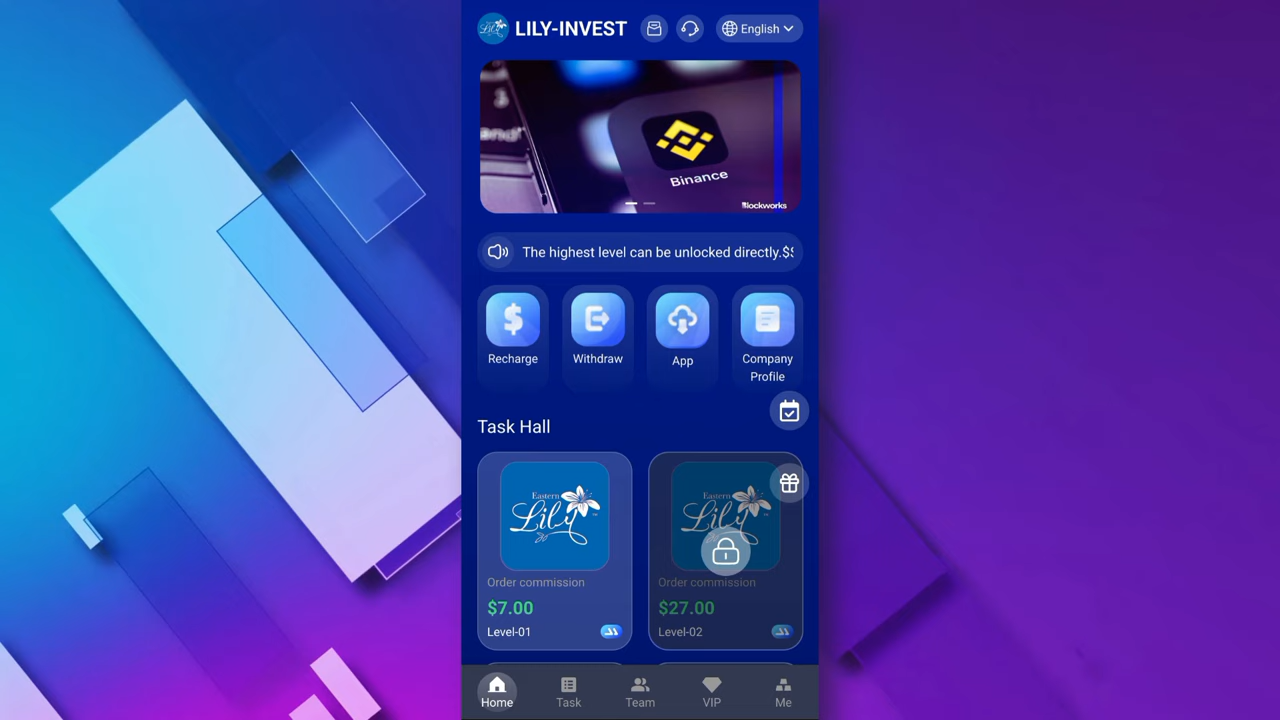 Lily
LILY-INVEST
English
Binance
Blockworks
The highest level can be unlocked directly.$
Recharge
Withdraw
App
Company
Profile
Task Hall
Eastern
Lily
Eastern
Lily
Order commission
Order commission
$7.00
$27.00
Level-01
Level-02
Home
Task
Team
VIP
Me